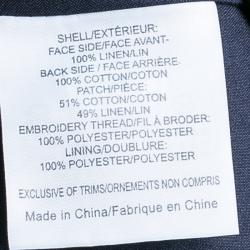 SHELL/EXTÉRIEUR:
FACE SIDE/FACE AVANT-
100% LINEN/LIN
BACK SIDE / FACE ARRIÈRE-
100% COTTON/COTON
PATCH/PIÈCE:
51% COTTON/COTON
49% LINEN/LIN
EMBROIDERY THREAD/FIL À BRODER:
100% POLYESTER/POLYESTER
LINING/DOUBLURE:
100% POLYESTER/POLYESTER
EXCLUSIVE OF TRIMS/ORNEMENTS NON COMPRIS
Made in China/Fabriqué en Chine